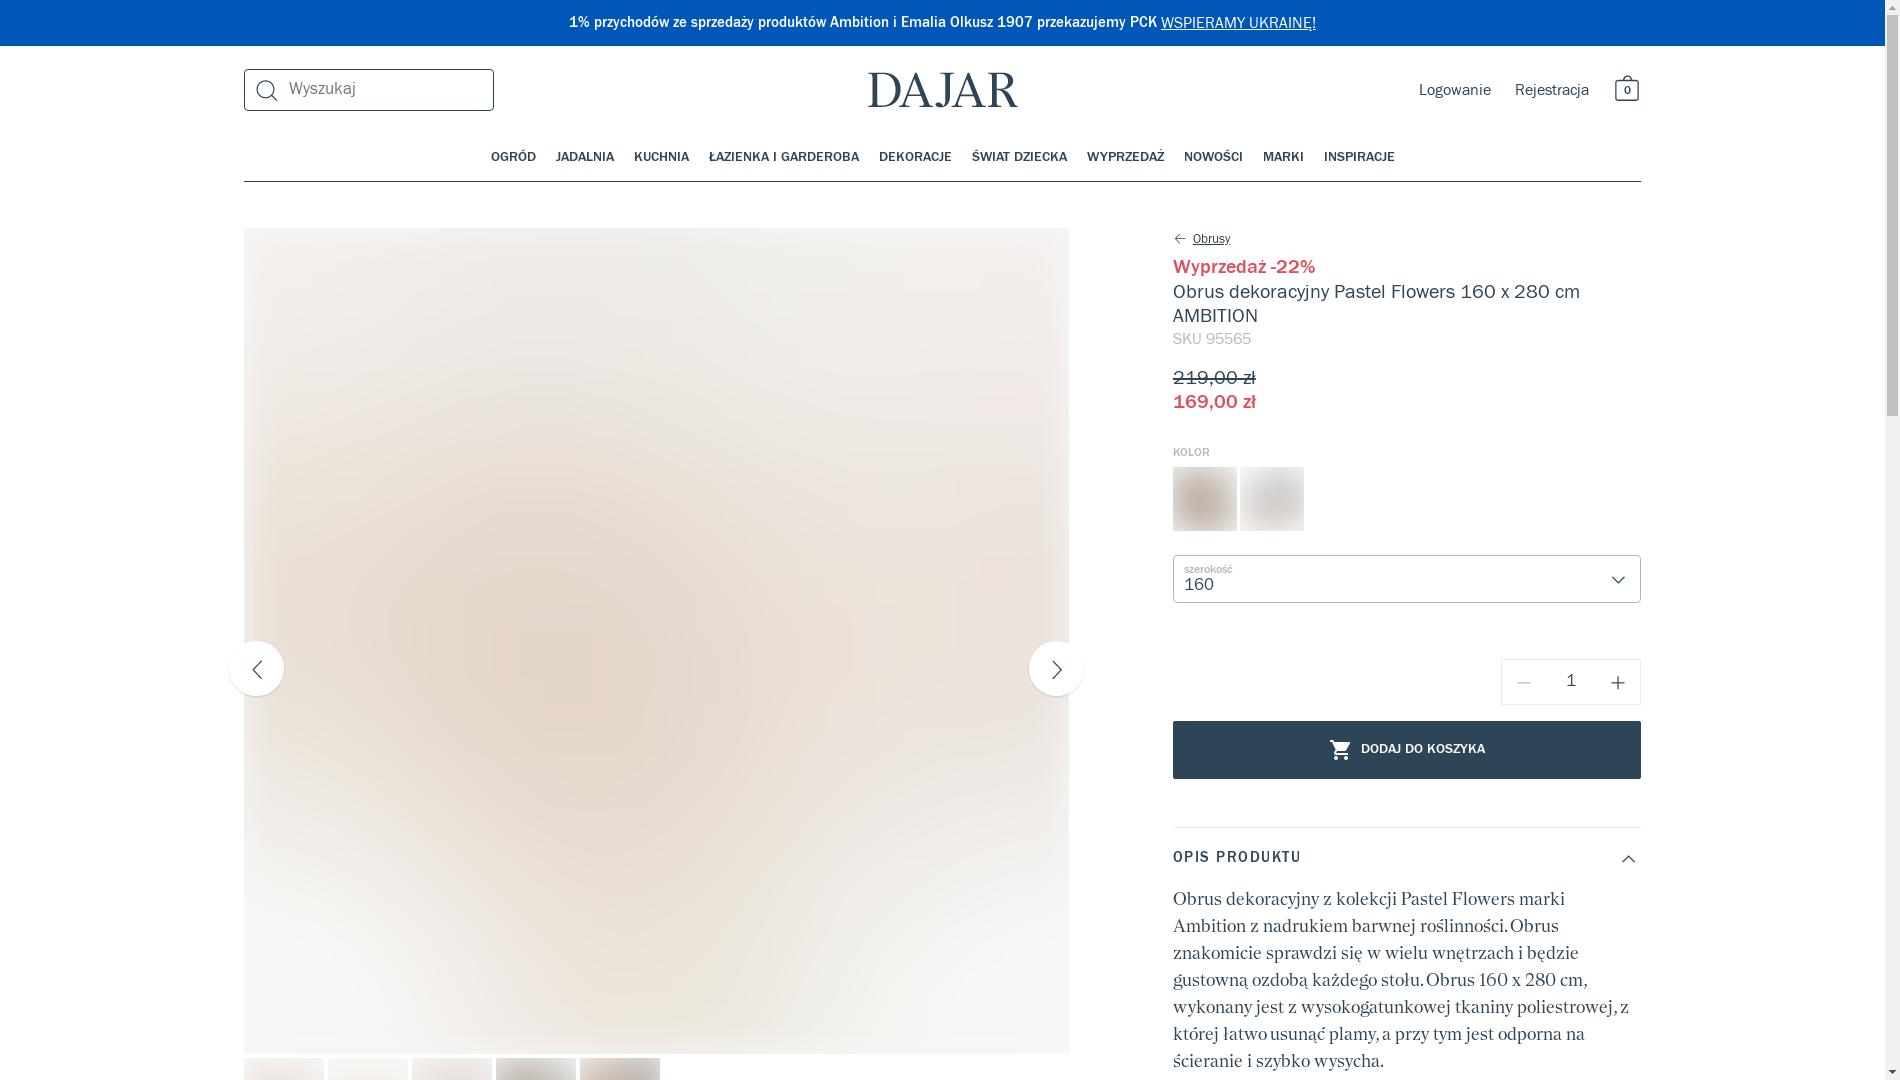 1% przychodów ze sprzedaży produktów Ambition i Emalia Olkusz 1907 przekazujemy PCK WSPIERAMY UKRAINĘ!
Wyszukaj
DAJAR
Logowanie
Rejestracja
0
OGRÓD
JADALNIA
KUCHNIA
ŁAZIENKA I GARDEROBA
DEKORACJE
ŚWIAT DZIECKA
WYPRZEDAŻ
NOWOŚCI
MARKI
INSPIRACJE
Obrusy
Wyprzedaż -22%
Obrus dekoracyjny Pastel Flowers 160 x 280 cm
AMBITION
SKU 95565
219,00 zł
169,00 zł
KOLOR
szerokość
160
1
DODAJ DO KOSZYKA
OPIS PRODUKTU
Obrus dekoracyjny z kolekcji Pastel Flowers marki
Ambition z nadrukiem barwnej roślinności. Obrus
znakomicie sprawdzi się w wielu wnętrzach i będzie
gustowną ozdobą każdego stołu. Obrus 160 x 280 cm,
wykonany jest z wysokogatunkowej tkaniny poliestrowej, z
której łatwo usunąć plamy, a przy tym jest odporna na
ścieranie i szybko wysycha.